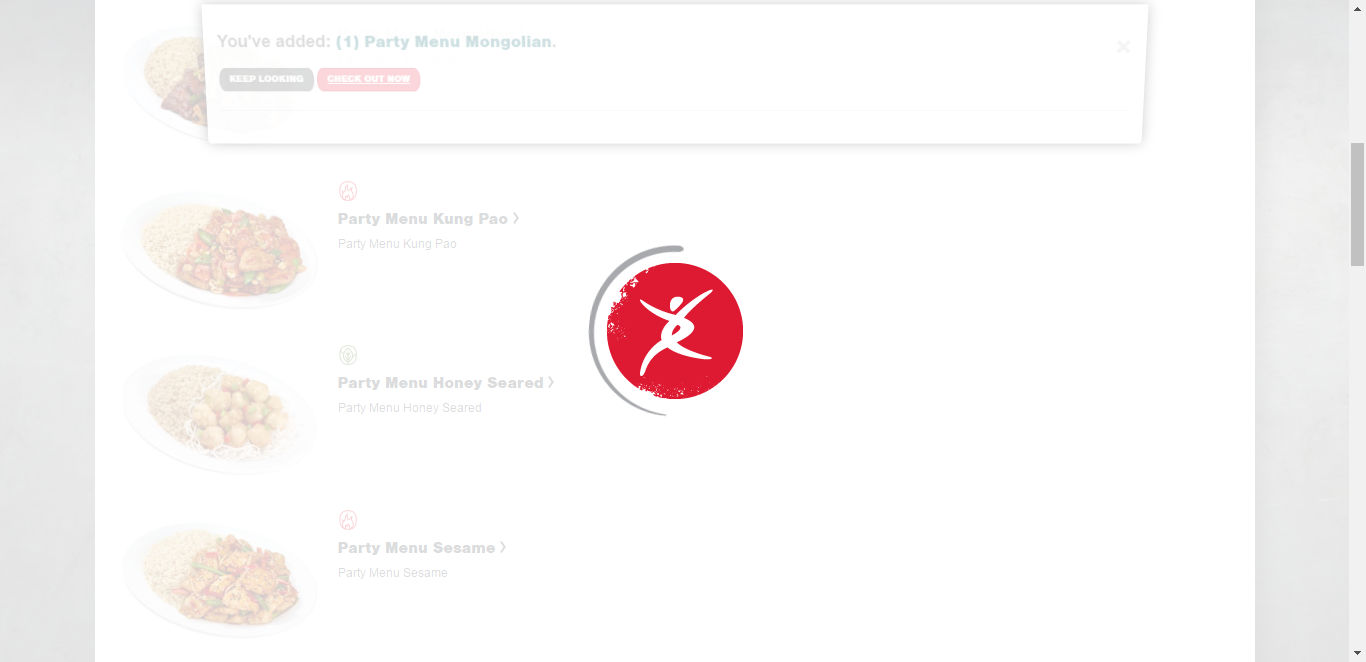 You've added: (1) Party Menu Mongolian.
KEEP LOOKING CHECK OUT NOW
Party Menu Kung Pao
Party Menu Kung Pao
Party Menu Honey Seared
Party Menu Honey Seared
Party Menu Sesame
Party Menu Sesame